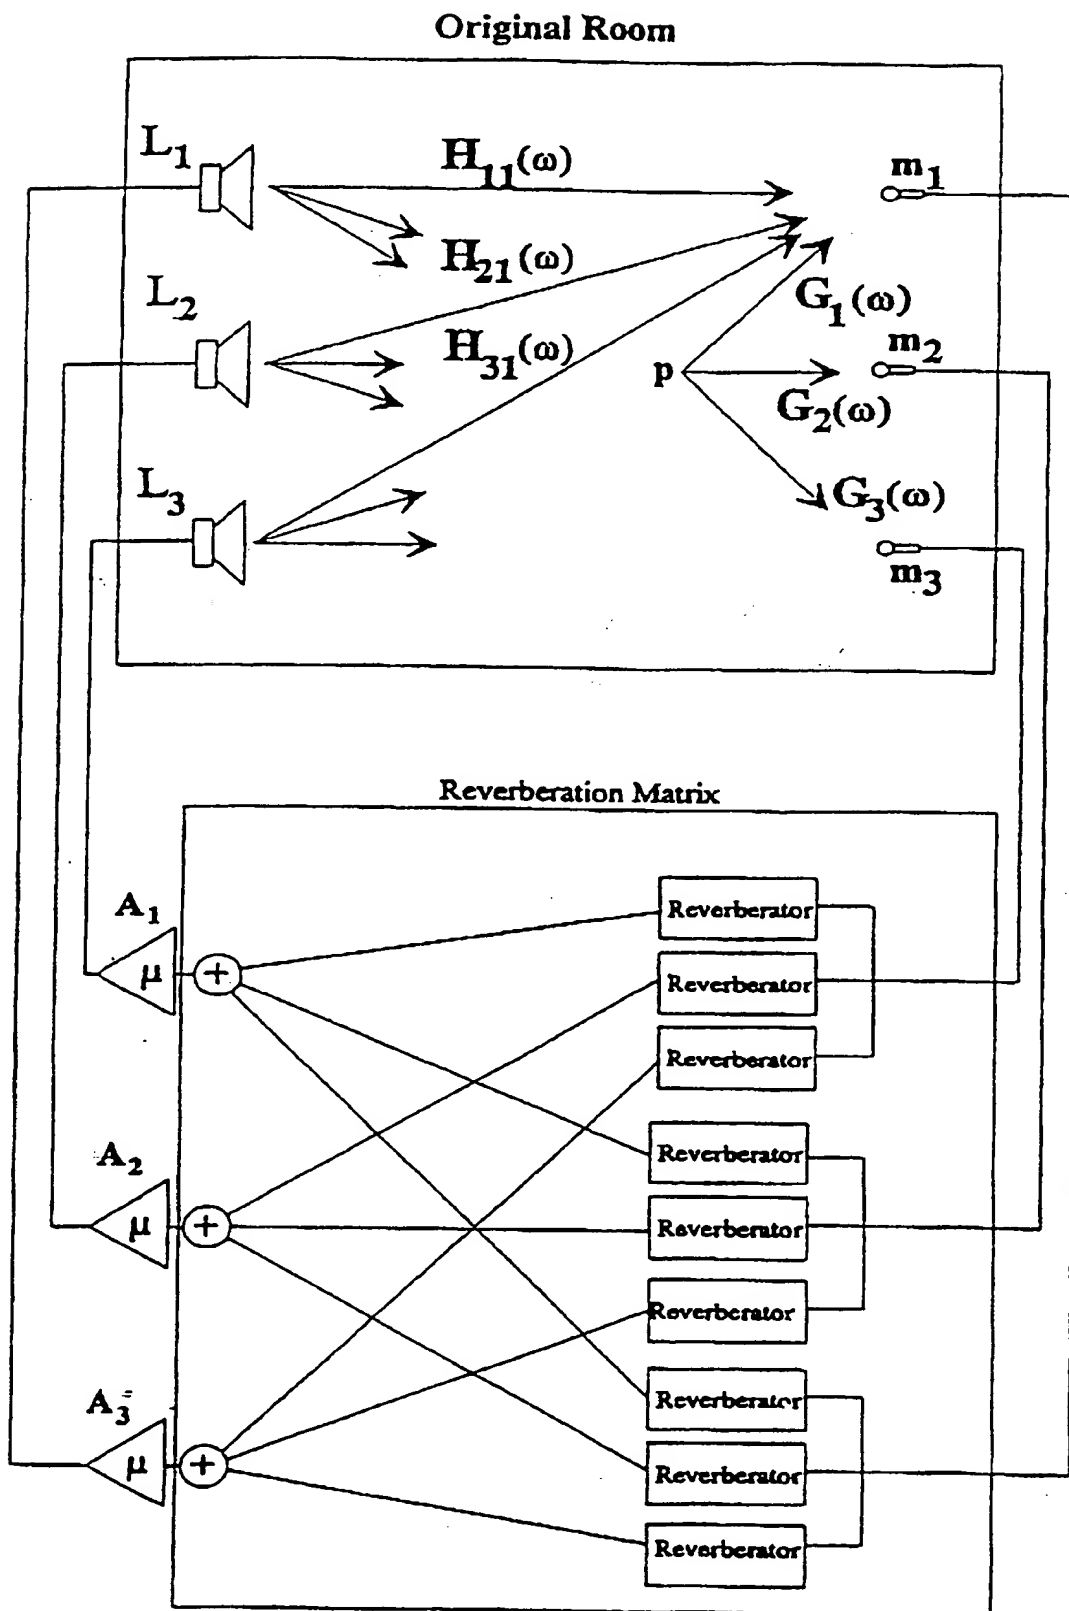 Original Room
L1
H11(ω)
m1
H21(ω)
L2
G1(ω)
H31(ω)
m2
p
G2(ω)
L3
G3(ω)
m3
Reverberation Matrix
A1
μ
+
Reverberator
Reverberator
Reverberator
A2
μ
+
Reverberator
Reverberator
Reverberator
A3
μ
+
Reverberator
Reverberator
Reverberator